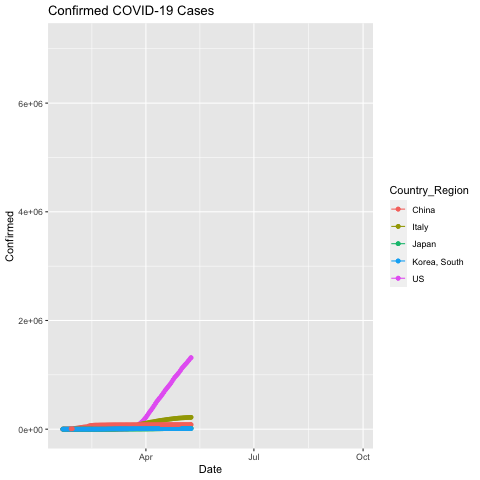 Confirmed COVID-19 Cases
6e+06
4e+06
2e+06
0e+00
Confirmed
Apr
Jul
Oct
Date
Country_Region
China
Italy
Japan
Korea, South
US